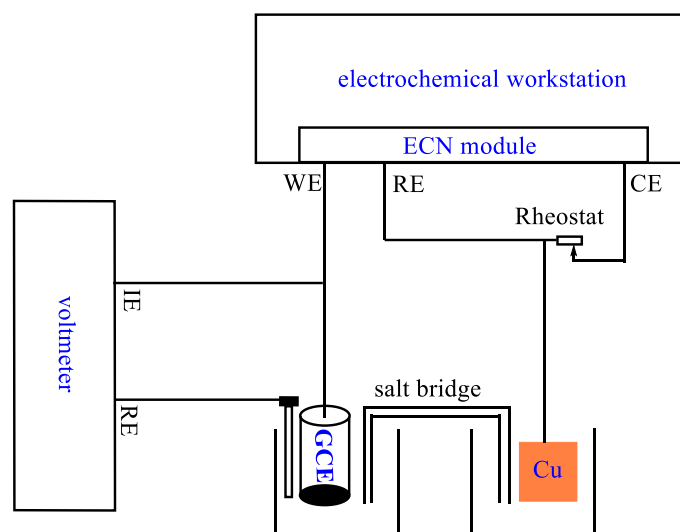 electrochemical workstation
ECN module
WE
RE
CE
Rheostat
voltmeter
IE
RE
salt bridge
GCE
Cu